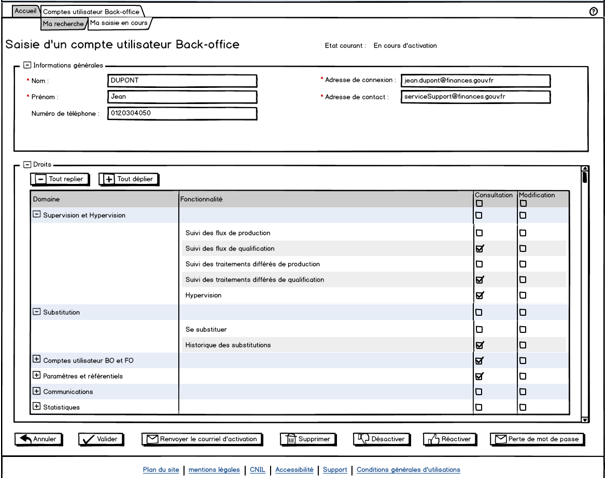 Accueil Comptes utilisateur Back-office
Ma recherche Ma saisie en cours
Saisie d'un compte utilisateur Back-office Etat courant : En cours d'activation
Informations générales
* Nom : DUPONT * Adresse de connexion : jean.dupont@finances.gouv.fr
* Prénom : Jean * Adresse de contact : serviceSupport@finances.gouv.fr
Numéro de téléphone : 0120304050
Droits
Tout replier Tout déplier
Domaine Fonctionnalité Consultation Modification
Supervision et Hypervision
Suivi des flux de production
Suivi des flux de qualification
Suivi des traitements différés de production
Suivi des traitements différés de qualification
Hypervision
Substitution
Se substituer
Historique des substitutions
Comptes utilisateur BO et FO
Paramètres et référentiels
Communications
Statistiques
Annuler Valider Renvoyer le courriel d'activation Supprimer Désactiver Réactiver Perte de mot de passe
Plan du site | mentions légales | CNIL | Accessibilité | Support | Conditions générales d'utilisations